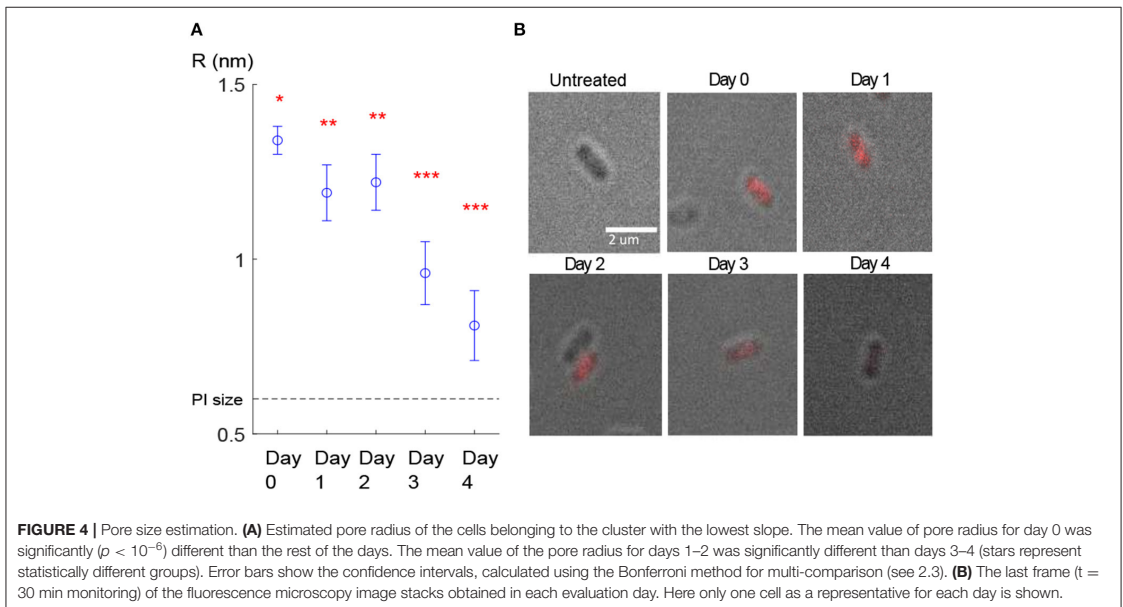 A
B
R (nm)
1.5
1
0.5
PI size
*
**
**
***
***
Day 0
Day 1
Day 2
Day 3
Day 4
Untreated
Day 0
Day 1
2 um
Day 2
Day 3
Day 4
FIGURE 4 | Pore size estimation. (A) Estimated pore radius of the cells belonging to the cluster with the lowest slope. The mean value of pore radius for day 0 was
significantly (p < 10⁻⁶) different than the rest of the days. The mean value of the pore radius for days 1–2 was significantly different than days 3–4 (stars represent
statistically different groups). Error bars show the confidence intervals, calculated using the Bonferroni method for multi-comparison (see 2.3). (B) The last frame (t =
30 min monitoring) of the fluorescence microscopy image stacks obtained in each evaluation day. Here only one cell as a representative for each day is shown.